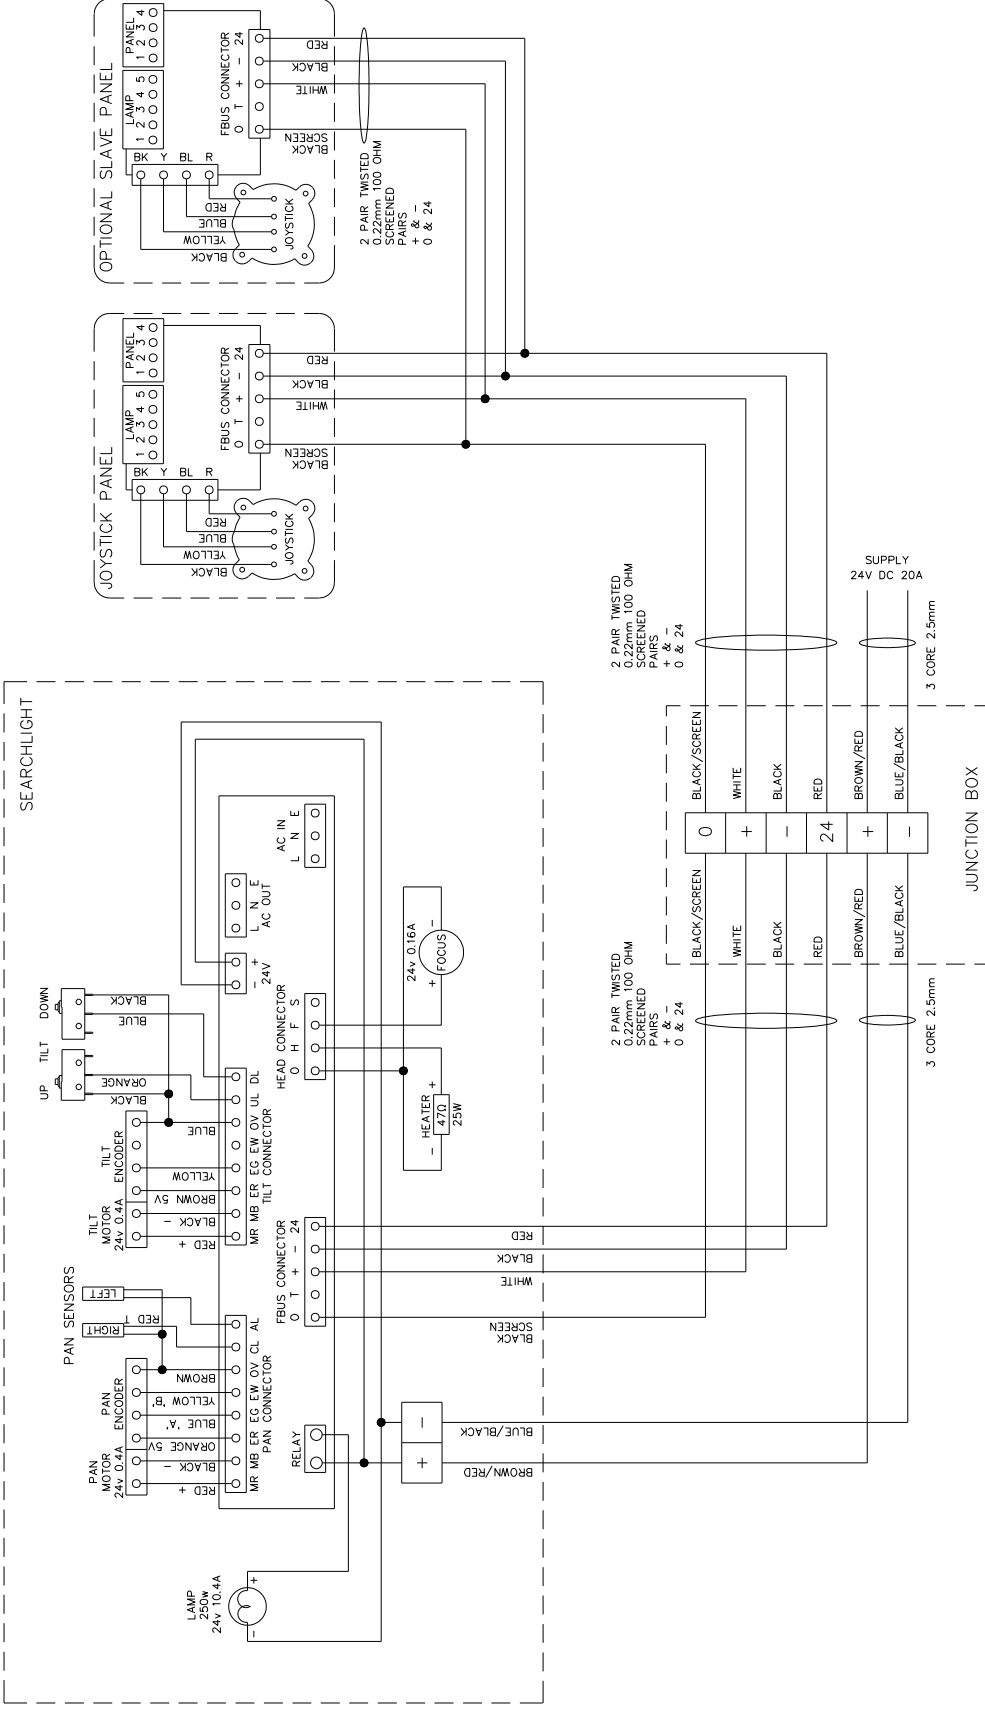 OPTIONAL SLAVE PANEL
PANEL
1 2 3 4
LAMP
1 2 3 4 5
FBUS CONNECTOR
0 T + - 24
BK Y BL R
RED
BLUE
YELLOW
BLACK
JOYSTICK
RED
BLACK
WHITE
SCREEN
BLACK
2 PAIR TWISTED
0.22mm 100 OHM
SCREENED
PAIRS
+ & -
0 & 24
JOYSTICK PANEL
PANEL
1 2 3 4
LAMP
1 2 3 4 5
FBUS CONNECTOR
0 T + - 24
BK Y BL R
RED
BLUE
YELLOW
BLACK
JOYSTICK
RED
BLACK
WHITE
SCREEN
BLACK
SUPPLY
24V DC 20A
2 PAIR TWISTED
0.22mm 100 OHM
SCREENED
PAIRS
+ & -
0 & 24
3 CORE 2.5mm
JUNCTION BOX
BLACK/SCREEN
WHITE
BLACK
RED
BROWN/RED
BLUE/BLACK
0 + - 24 + -
BLACK/SCREEN
WHITE
BLACK
RED
BROWN/RED
BLUE/BLACK
2 PAIR TWISTED
0.22mm 100 OHM
SCREENED
PAIRS
+ & -
0 & 24
3 CORE 2.5mm
SEARCHLIGHT
AC IN
L N E
L N E
AC OUT
- +
24V
HEAD CONNECTOR
0 H F S
24v 0.16A
+ FOCUS -
HEATER
- 47Ω +
25W
UP TILT DOWN
BLACK
BLUE
ORANGE
BLACK
TILT
ENCODER
TILT
MOTOR
24v 0.4A
BLUE
YELLOW
BROWN 5V
BLACK -
RED +
MR MB ER EG EW OV UL DL
TILT CONNECTOR
FBUS CONNECTOR
0 T + - 24
RED
BLACK
WHITE
SCREEN
BLACK
PAN SENSORS
LEFT
RIGHT
RED T
PAN
ENCODER
PAN
MOTOR
24v 0.4A
BROWN
YELLOW 'B'
BLUE 'A'
ORANGE 5V
BLACK -
RED +
MR MB ER EG EW OV CL AL
PAN CONNECTOR
RELAY
+ -
BLUE/BLACK
BROWN/RED
LAMP
250w
24v 10.4A
- +